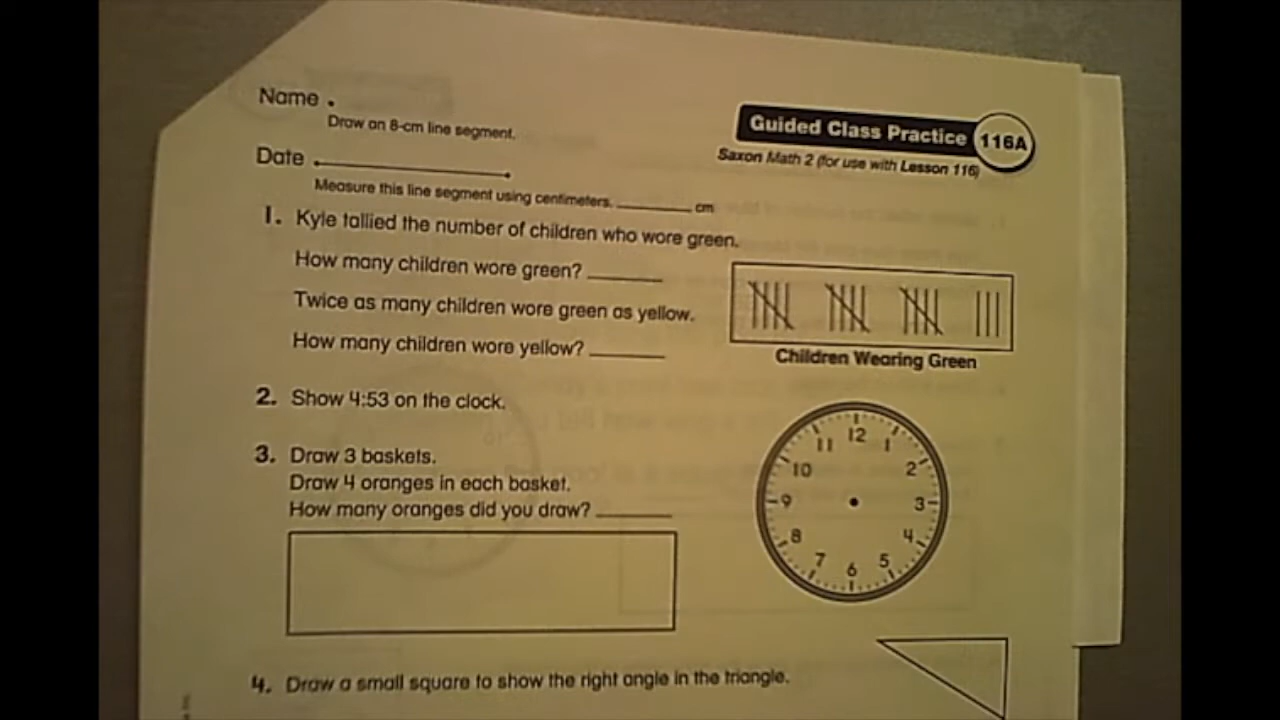 Name
Draw an 8-cm line segment.
Guided Class Practice 116A
Saxon Math 2 (for use with Lesson 116)
Date
Measure this line segment using centimeters. ________ cm
1. Kyle tallied the number of children who wore green.
How many children wore green? ________
Twice as many children wore green as yellow.
How many children wore yellow? ________
Children Wearing Green
2. Show 4:53 on the clock.
12
11 1
10 2
9 3
8 4
7 5
6
3. Draw 3 baskets.
Draw 4 oranges in each basket.
How many oranges did you draw? ________
4. Draw a small square to show the right angle in the triangle.